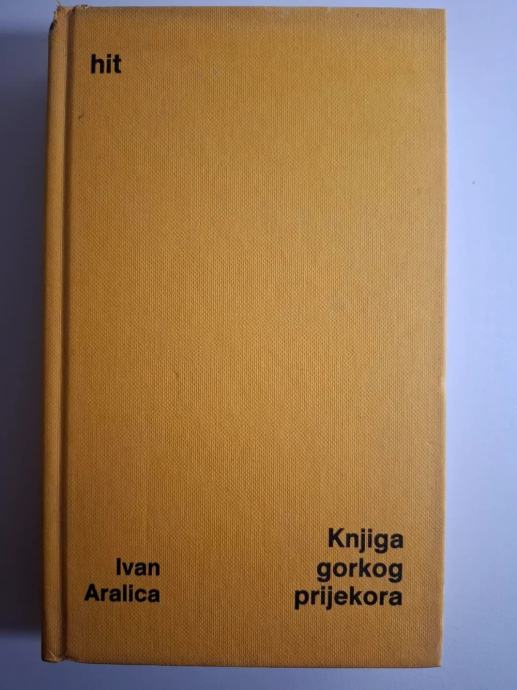 hit
Ivan
Aralica
Knjiga
gorkog
prijekora